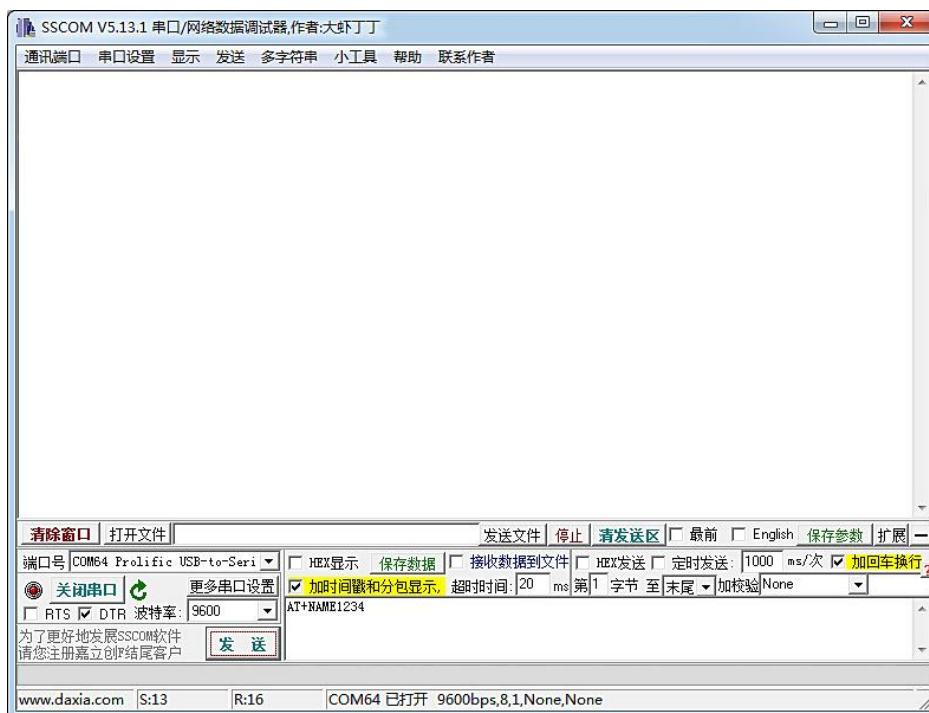 SSCOM V5.13.1 串口/网络数据调试器,作者:大虾丁丁
通讯端口 串口设置 显示 发送 多字符串 小工具 帮助 联系作者
清除窗口 打开文件 发送文件 停止 清发送区 最前 English 保存参数 扩展 —
端口号 COM64 Prolific USB-to-Seri HEX显示 保存数据 接收数据到文件 HEX发送 定时发送: 1000 ms/次 加回车换行 ?
关闭串口 更多串口设置 加时间戳和分包显示, 超时时间: 20 ms 第 1 字节 至 末尾 加校验 None
RTS DTR 波特率: 9600 AT+NAME1234
为了更好地发展SSCOM软件
请您注册嘉立创F结尾客户 发 送
www.daxia.com S:13 R:16 COM64 已打开 9600bps,8,1,None,None